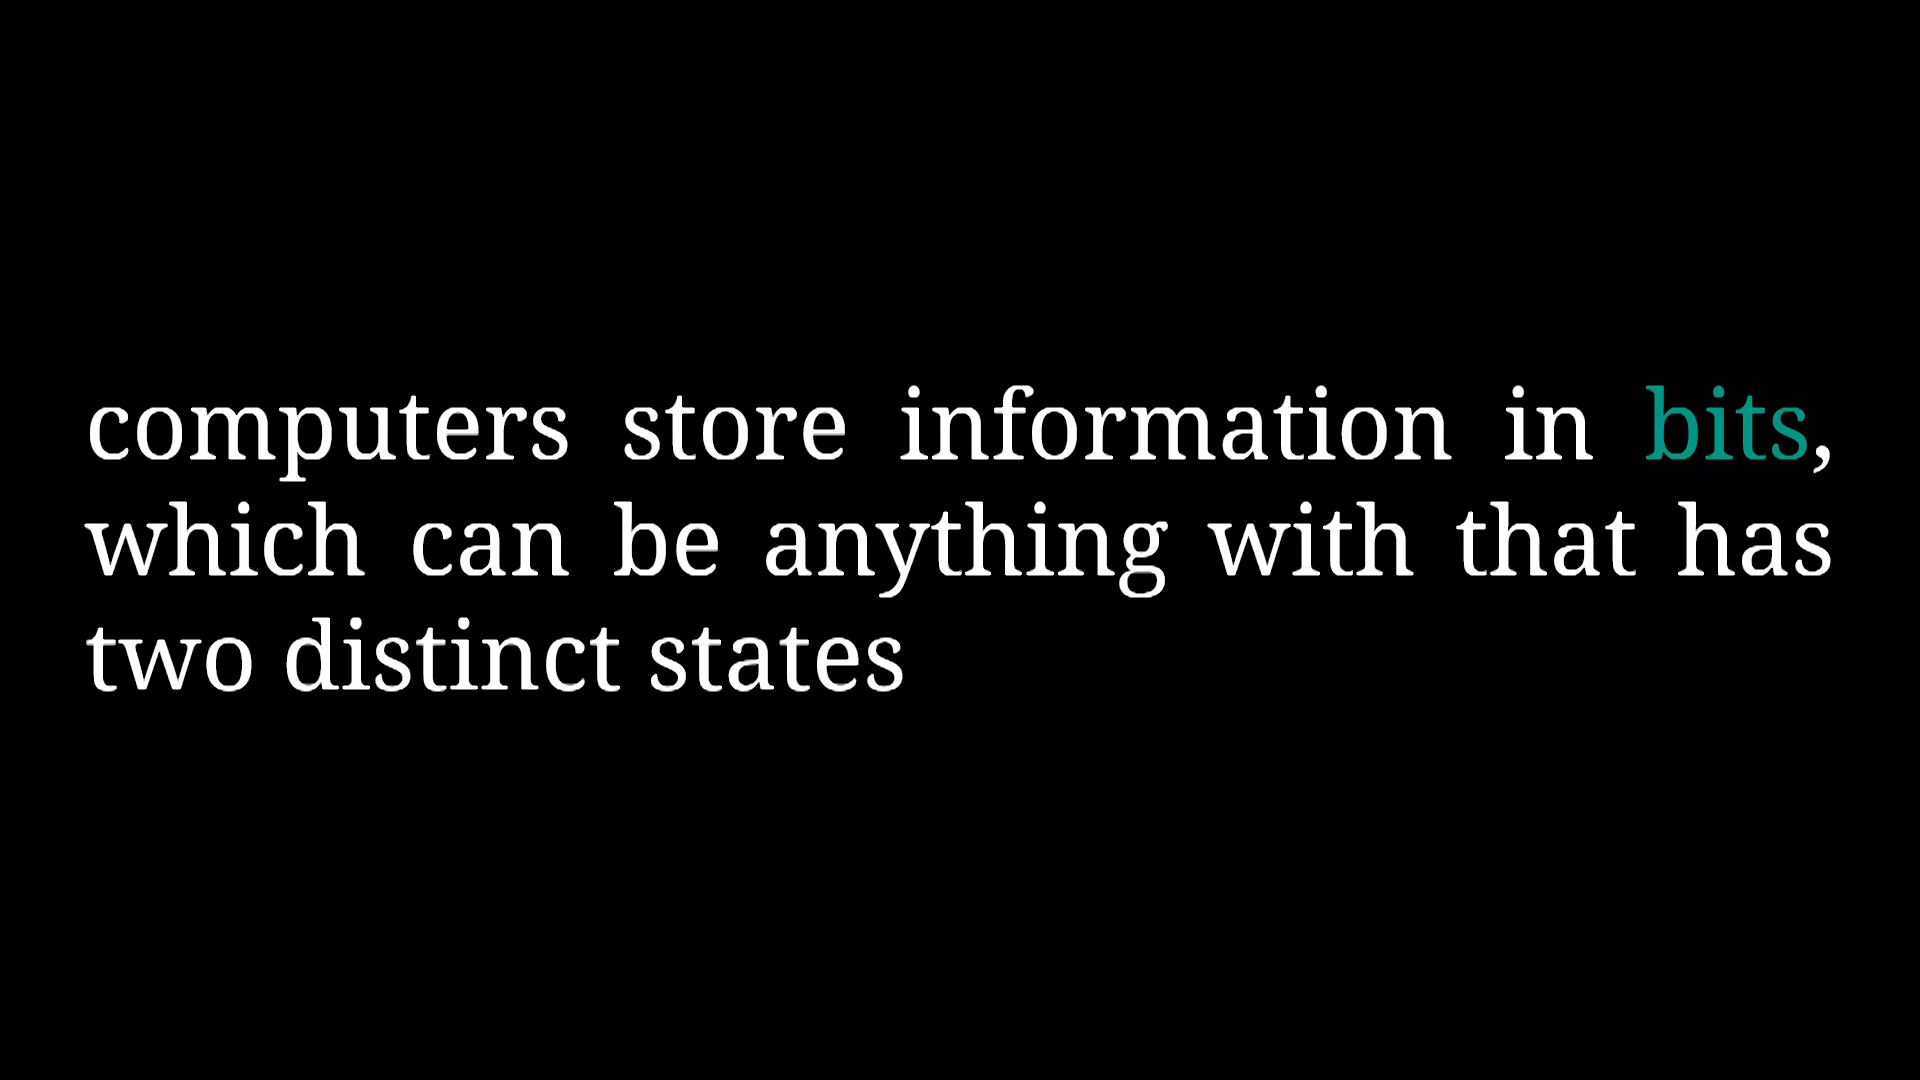 computers store information in bits,
which can be anything with that has
two distinct states